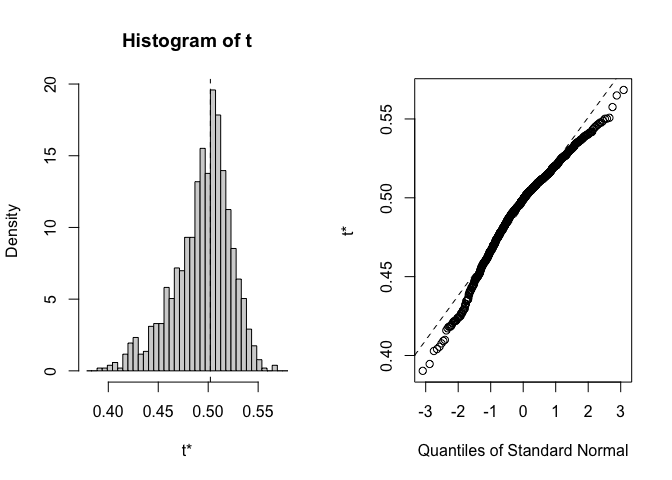 Histogram of t
Density
0
5
10
15
20
0.40 0.45 0.50 0.55
t*
t*
0.40
0.45
0.50
0.55
-3 -2 -1 0 1 2 3
Quantiles of Standard Normal